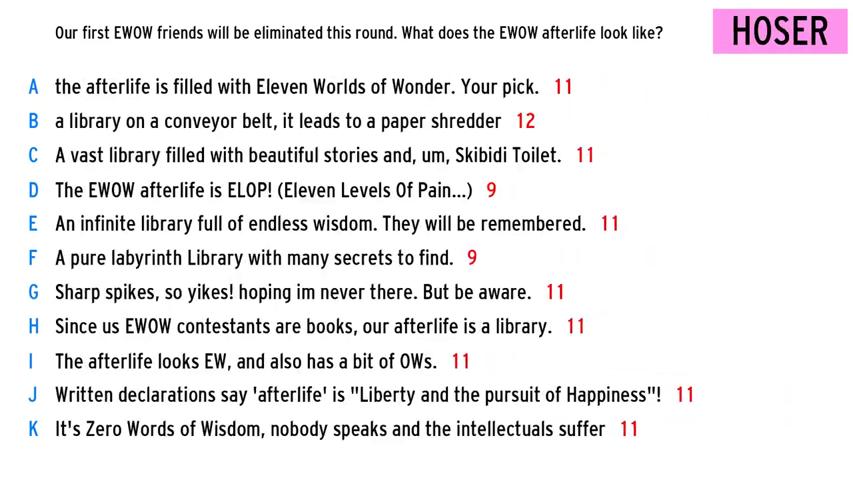 Our first EWOW friends will be eliminated this round. What does the EWOW afterlife look like?
HOSER
A the afterlife is filled with Eleven Worlds of Wonder. Your pick. 11
B a library on a conveyor belt, it leads to a paper shredder 12
C A vast library filled with beautiful stories and, um, Skibidi Toilet. 11
D The EWOW afterlife is ELOP! (Eleven Levels Of Pain...) 9
E An infinite library full of endless wisdom. They will be remembered. 11
F A pure labyrinth Library with many secrets to find. 9
G Sharp spikes, so yikes! hoping im never there. But be aware. 11
H Since us EWOW contestants are books, our afterlife is a library. 11
I The afterlife looks EW, and also has a bit of OWs. 11
J Written declarations say 'afterlife' is "Liberty and the pursuit of Happiness"! 11
K It's Zero Words of Wisdom, nobody speaks and the intellectuals suffer 11